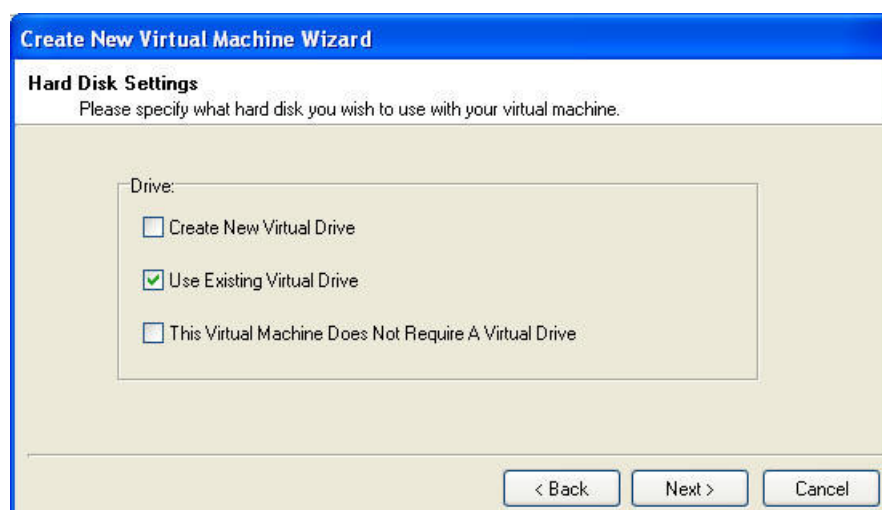 Create New Virtual Machine Wizard
Hard Disk Settings
Please specify what hard disk you wish to use with your virtual machine.
Drive:
Create New Virtual Drive
Use Existing Virtual Drive
This Virtual Machine Does Not Require A Virtual Drive
< Back
Next >
Cancel